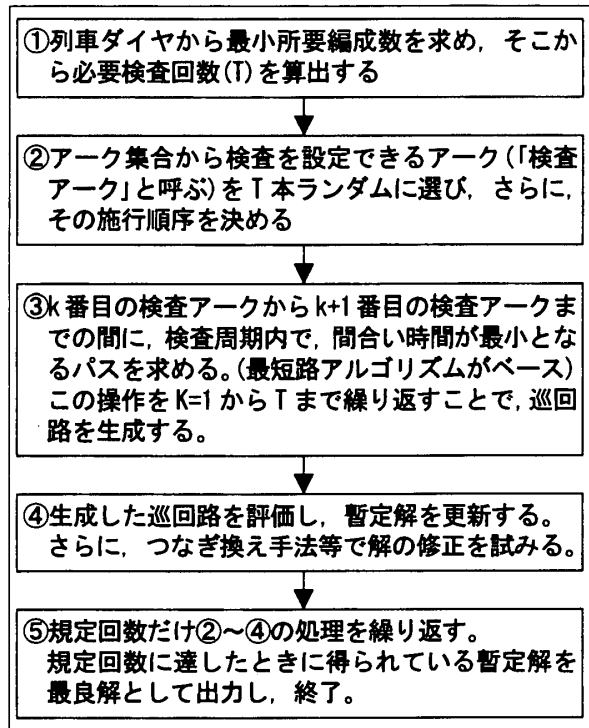 ①列車ダイヤから最小所要編成数を求め，そこか
ら必要検査回数(T)を算出する
②アーク集合から検査を設定できるアーク(「検査
アーク」と呼ぶ)をT本ランダムに選び，さらに，
その施行順序を決める
③k番目の検査アークからk+1番目の検査アークま
での間に，検査周期内で，間合い時間が最小とな
るパスを求める。(最短路アルゴリズムがベース)
この操作をK=1からTまで繰り返すことで，巡回
路を生成する。
④生成した巡回路を評価し，暫定解を更新する。
さらに，つなぎ換え手法等で解の修正を試みる。
⑤規定回数だけ②～④の処理を繰り返す。
規定回数に達したときに得られている暫定解を
最良解として出力し，終了。